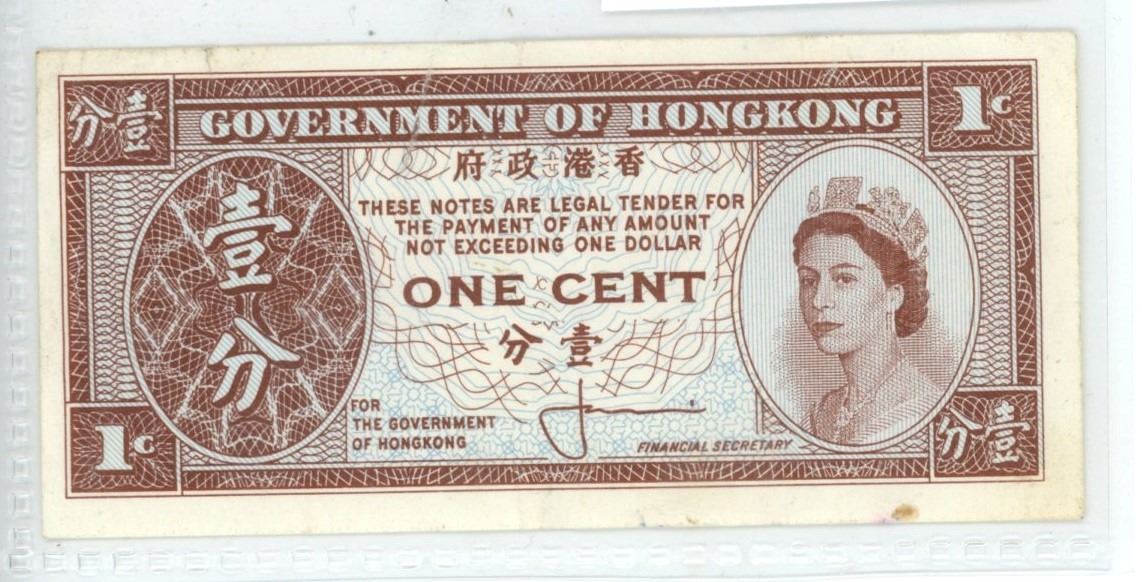 分壹
GOVERNMENT OF HONGKONG
1C
府政港香
THESE NOTES ARE LEGAL TENDER FOR
THE PAYMENT OF ANY AMOUNT
NOT EXCEEDING ONE DOLLAR
壹
分
ONE CENT
分壹
FOR
THE GOVERNMENT
OF HONGKONG
FINANCIAL SECRETARY
1C
分壹